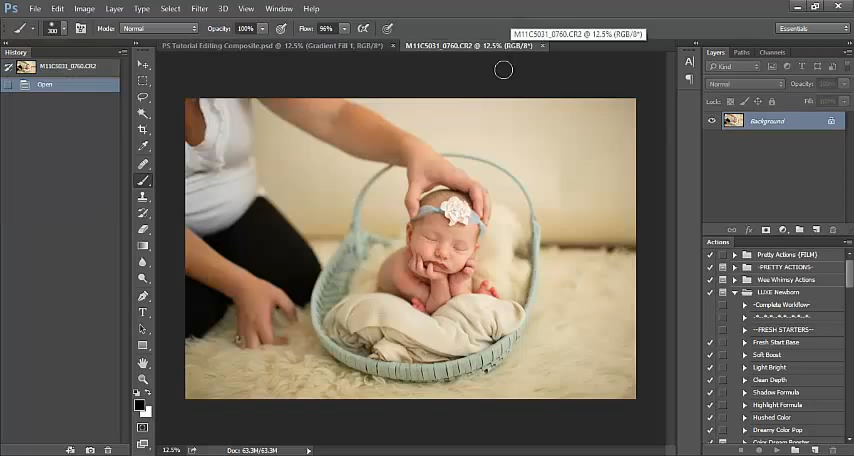 Ps File Edit Image Layer Type Select Filter 3D View Window Help
300 Mode: Normal Opacity: 100% Flow: 96% Essentials
M11C5031_0760.CR2 @ 12.5% (RGB/8*)
History
PS Tutorial Editing Composite.psd @ 12.5% (Gradient Fill 1, RGB/8*) × M11C5031_0760.CR2 @ 12.5% (RGB/8*) ×
Layers Paths Channels
M11C5031_0760.CR2
Open
Kind
Normal Opacity:
Lock: Fill:
Background
Actions
Pretty Actions {FILM}
-PRETTY ACTIONS-
Wee Whimsy Actions
LUXE Newborn
-Complete Workflow-
-*--*--*--*--*--*-
--FRESH STARTERS--
Fresh Start Base
Soft Boost
Light Bright
Clean Depth
Shadow Formula
Highlight Formula
Hushed Color
Dreamy Color Pop
Color Dream Booster
12.5% Doc: 63.3M/63.3M